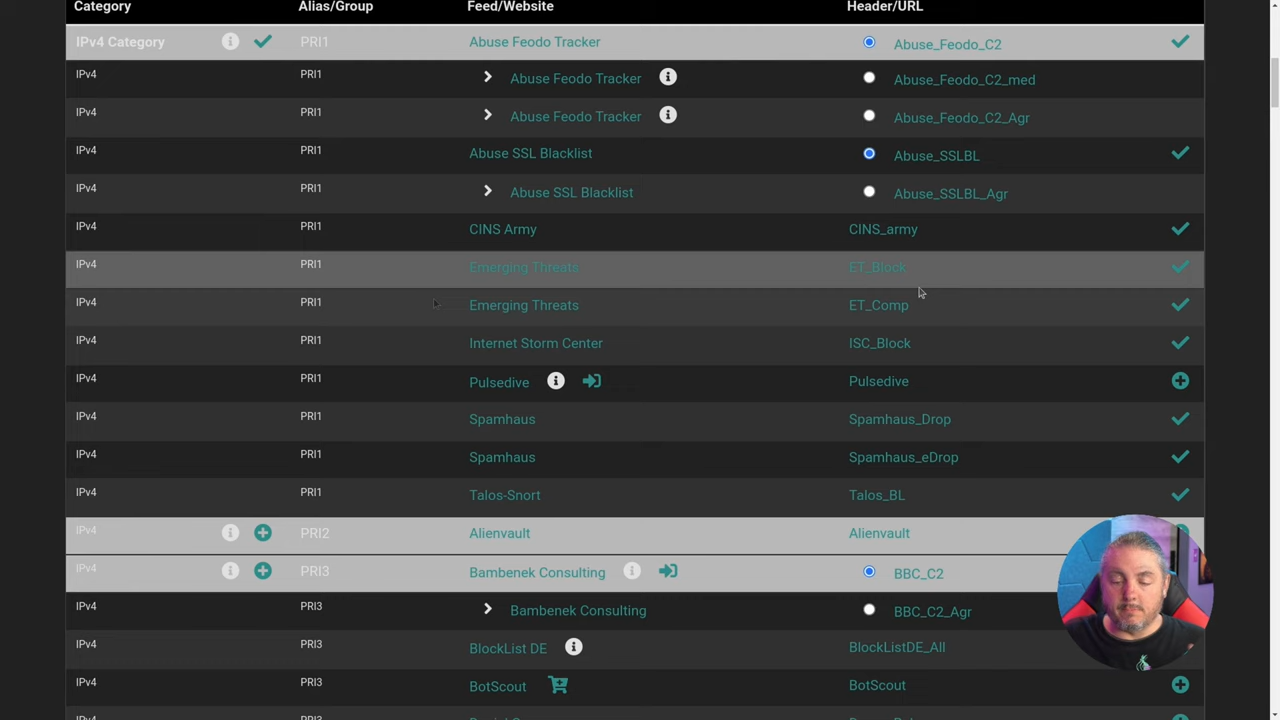 Category Alias/Group Feed/Website Header/URL
IPv4 Category PRI1 Abuse Feodo Tracker Abuse_Feodo_C2
IPv4 PRI1 Abuse Feodo Tracker Abuse_Feodo_C2_med
IPv4 PRI1 Abuse Feodo Tracker Abuse_Feodo_C2_Agr
IPv4 PRI1 Abuse SSL Blacklist Abuse_SSLBL
IPv4 PRI1 Abuse SSL Blacklist Abuse_SSLBL_Agr
IPv4 PRI1 CINS Army CINS_army
IPv4 PRI1 Emerging Threats ET_Block
IPv4 PRI1 Emerging Threats ET_Comp
IPv4 PRI1 Internet Storm Center ISC_Block
IPv4 PRI1 Pulsedive Pulsedive
IPv4 PRI1 Spamhaus Spamhaus_Drop
IPv4 PRI1 Spamhaus Spamhaus_eDrop
IPv4 PRI1 Talos-Snort Talos_BL
IPv4 PRI2 Alienvault Alienvault
IPv4 PRI3 Bambenek Consulting BBC_C2
IPv4 PRI3 Bambenek Consulting BBC_C2_Agr
IPv4 PRI3 BlockList DE BlockListDE_All
IPv4 PRI3 BotScout BotScout
IPv4 PRI3